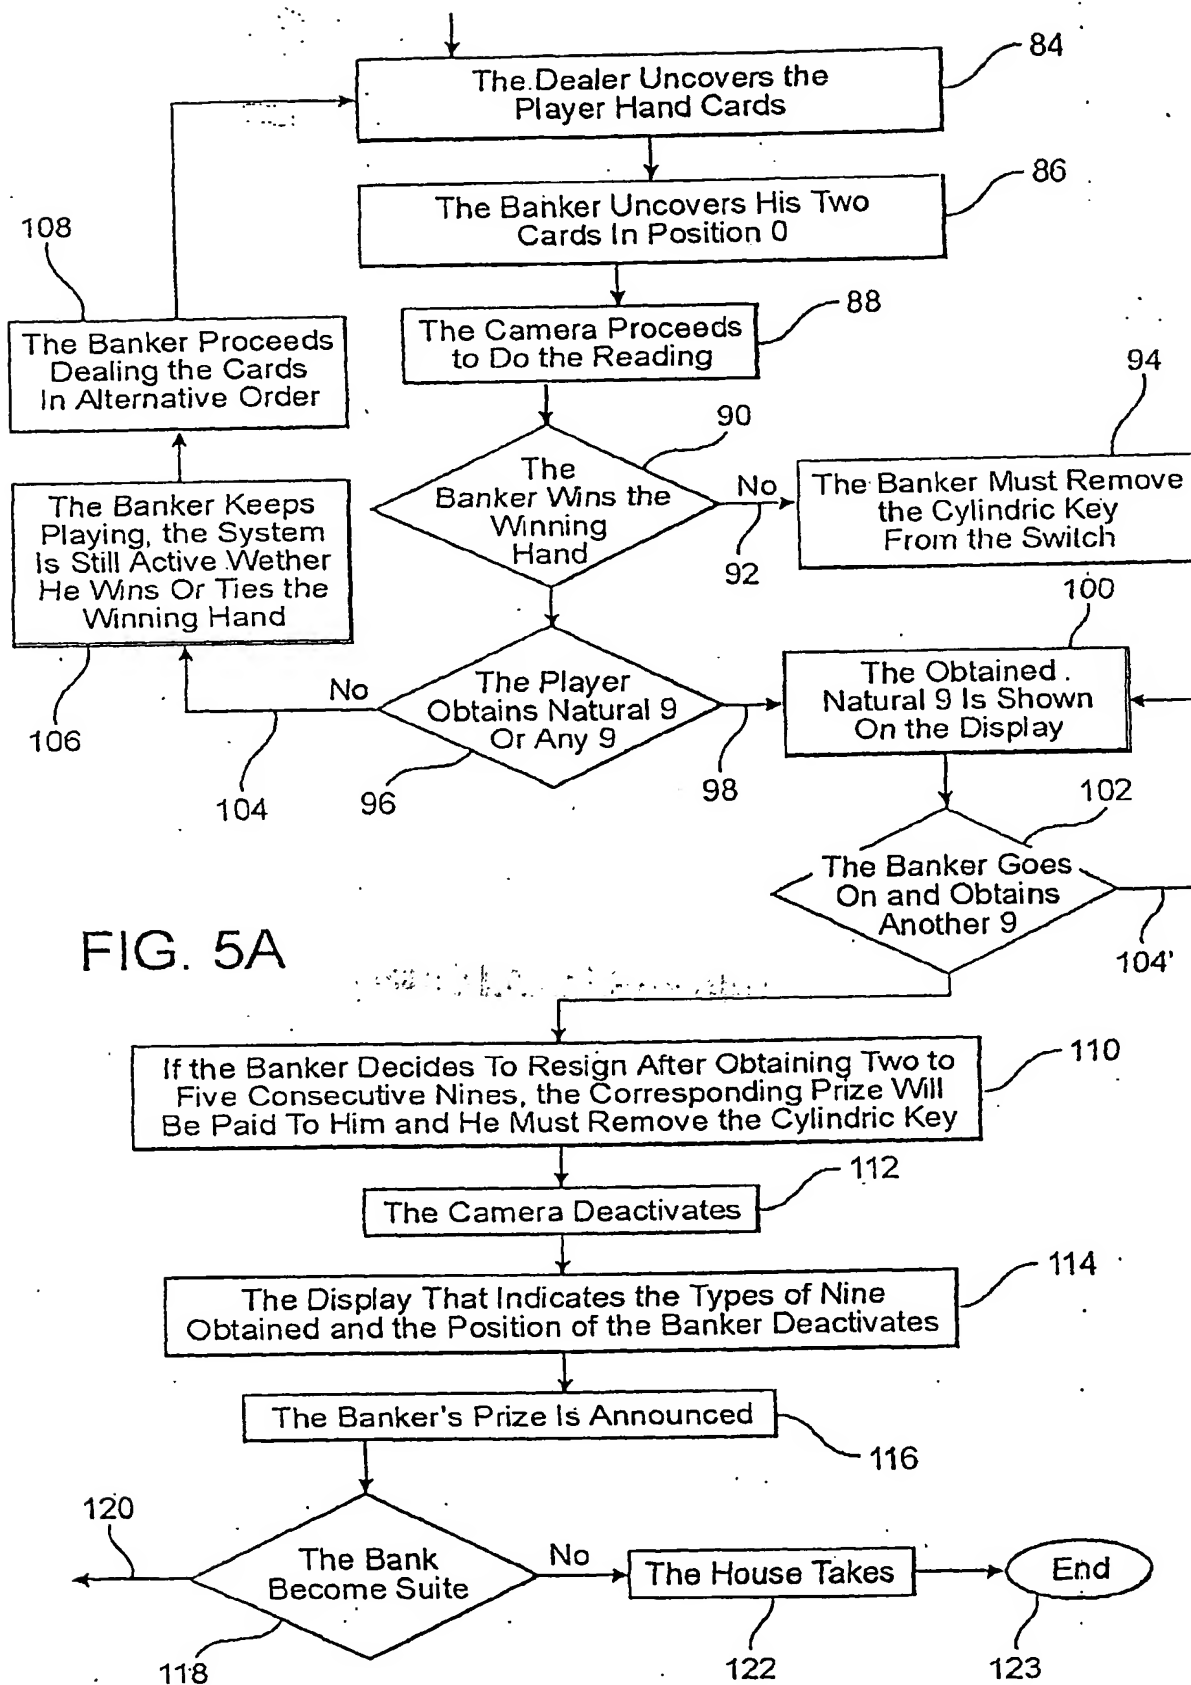 84
The Dealer Uncovers the
Player Hand Cards
86
The Banker Uncovers His Two
Cards In Position 0
108
88
The Camera Proceeds
to Do the Reading
The Banker Proceeds
Dealing the Cards
In Alternative Order
94
90
The
Banker Wins the
Winning
Hand
No
92
The Banker Must Remove
the Cylindric Key
From the Switch
The Banker Keeps
Playing, the System
Is Still Active Wether
He Wins Or Ties the
Winning Hand
100
106
No
104
The Player
Obtains Natural 9
Or Any 9
96
98
The Obtained
Natural 9 Is Shown
On the Display
102
The Banker Goes
On and Obtains
Another 9
104'
FIG. 5A
110
If the Banker Decides To Resign After Obtaining Two to
Five Consecutive Nines, the Corresponding Prize Will
Be Paid To Him and He Must Remove the Cylindric Key
112
The Camera Deactivates
114
The Display That Indicates the Types of Nine
Obtained and the Position of the Banker Deactivates
The Banker's Prize Is Announced
116
120
The Bank
Become Suite
118
No
The House Takes
122
End
123